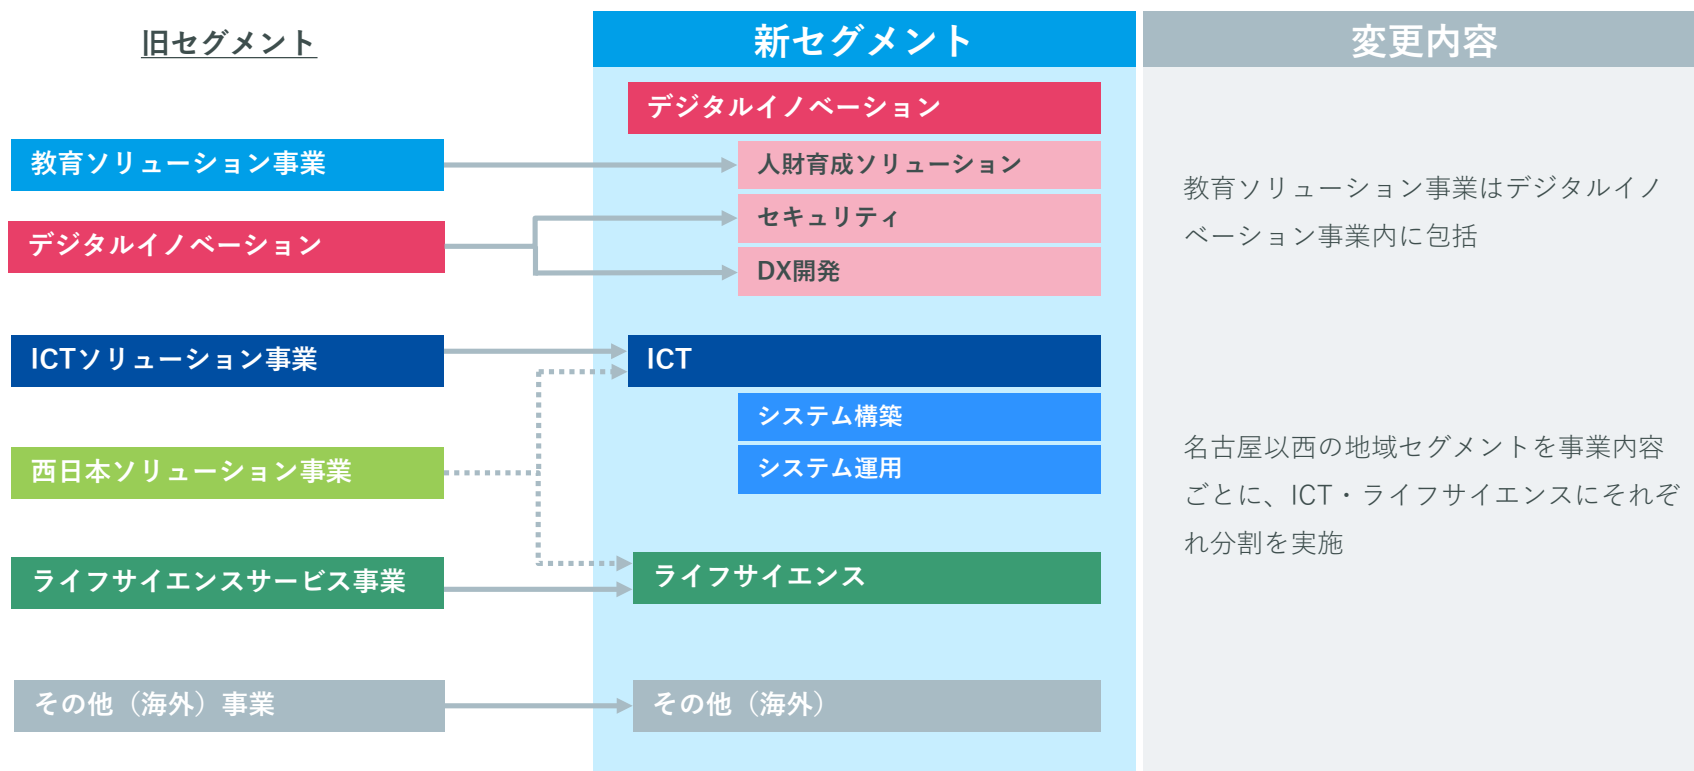 旧セグメント
新セグメント
変更内容
教育ソリューション事業
デジタルイノベーション
ICTソリューション事業
西日本ソリューション事業
ライフサイエンスサービス事業
その他（海外）事業
デジタルイノベーション
人財育成ソリューション
セキュリティ
DX開発
ICT
システム構築
システム運用
ライフサイエンス
その他（海外）
教育ソリューション事業はデジタルイノ
ベーション事業内に包括
名古屋以西の地域セグメントを事業内容
ごとに、ICT・ライフサイエンスにそれぞ
れ分割を実施